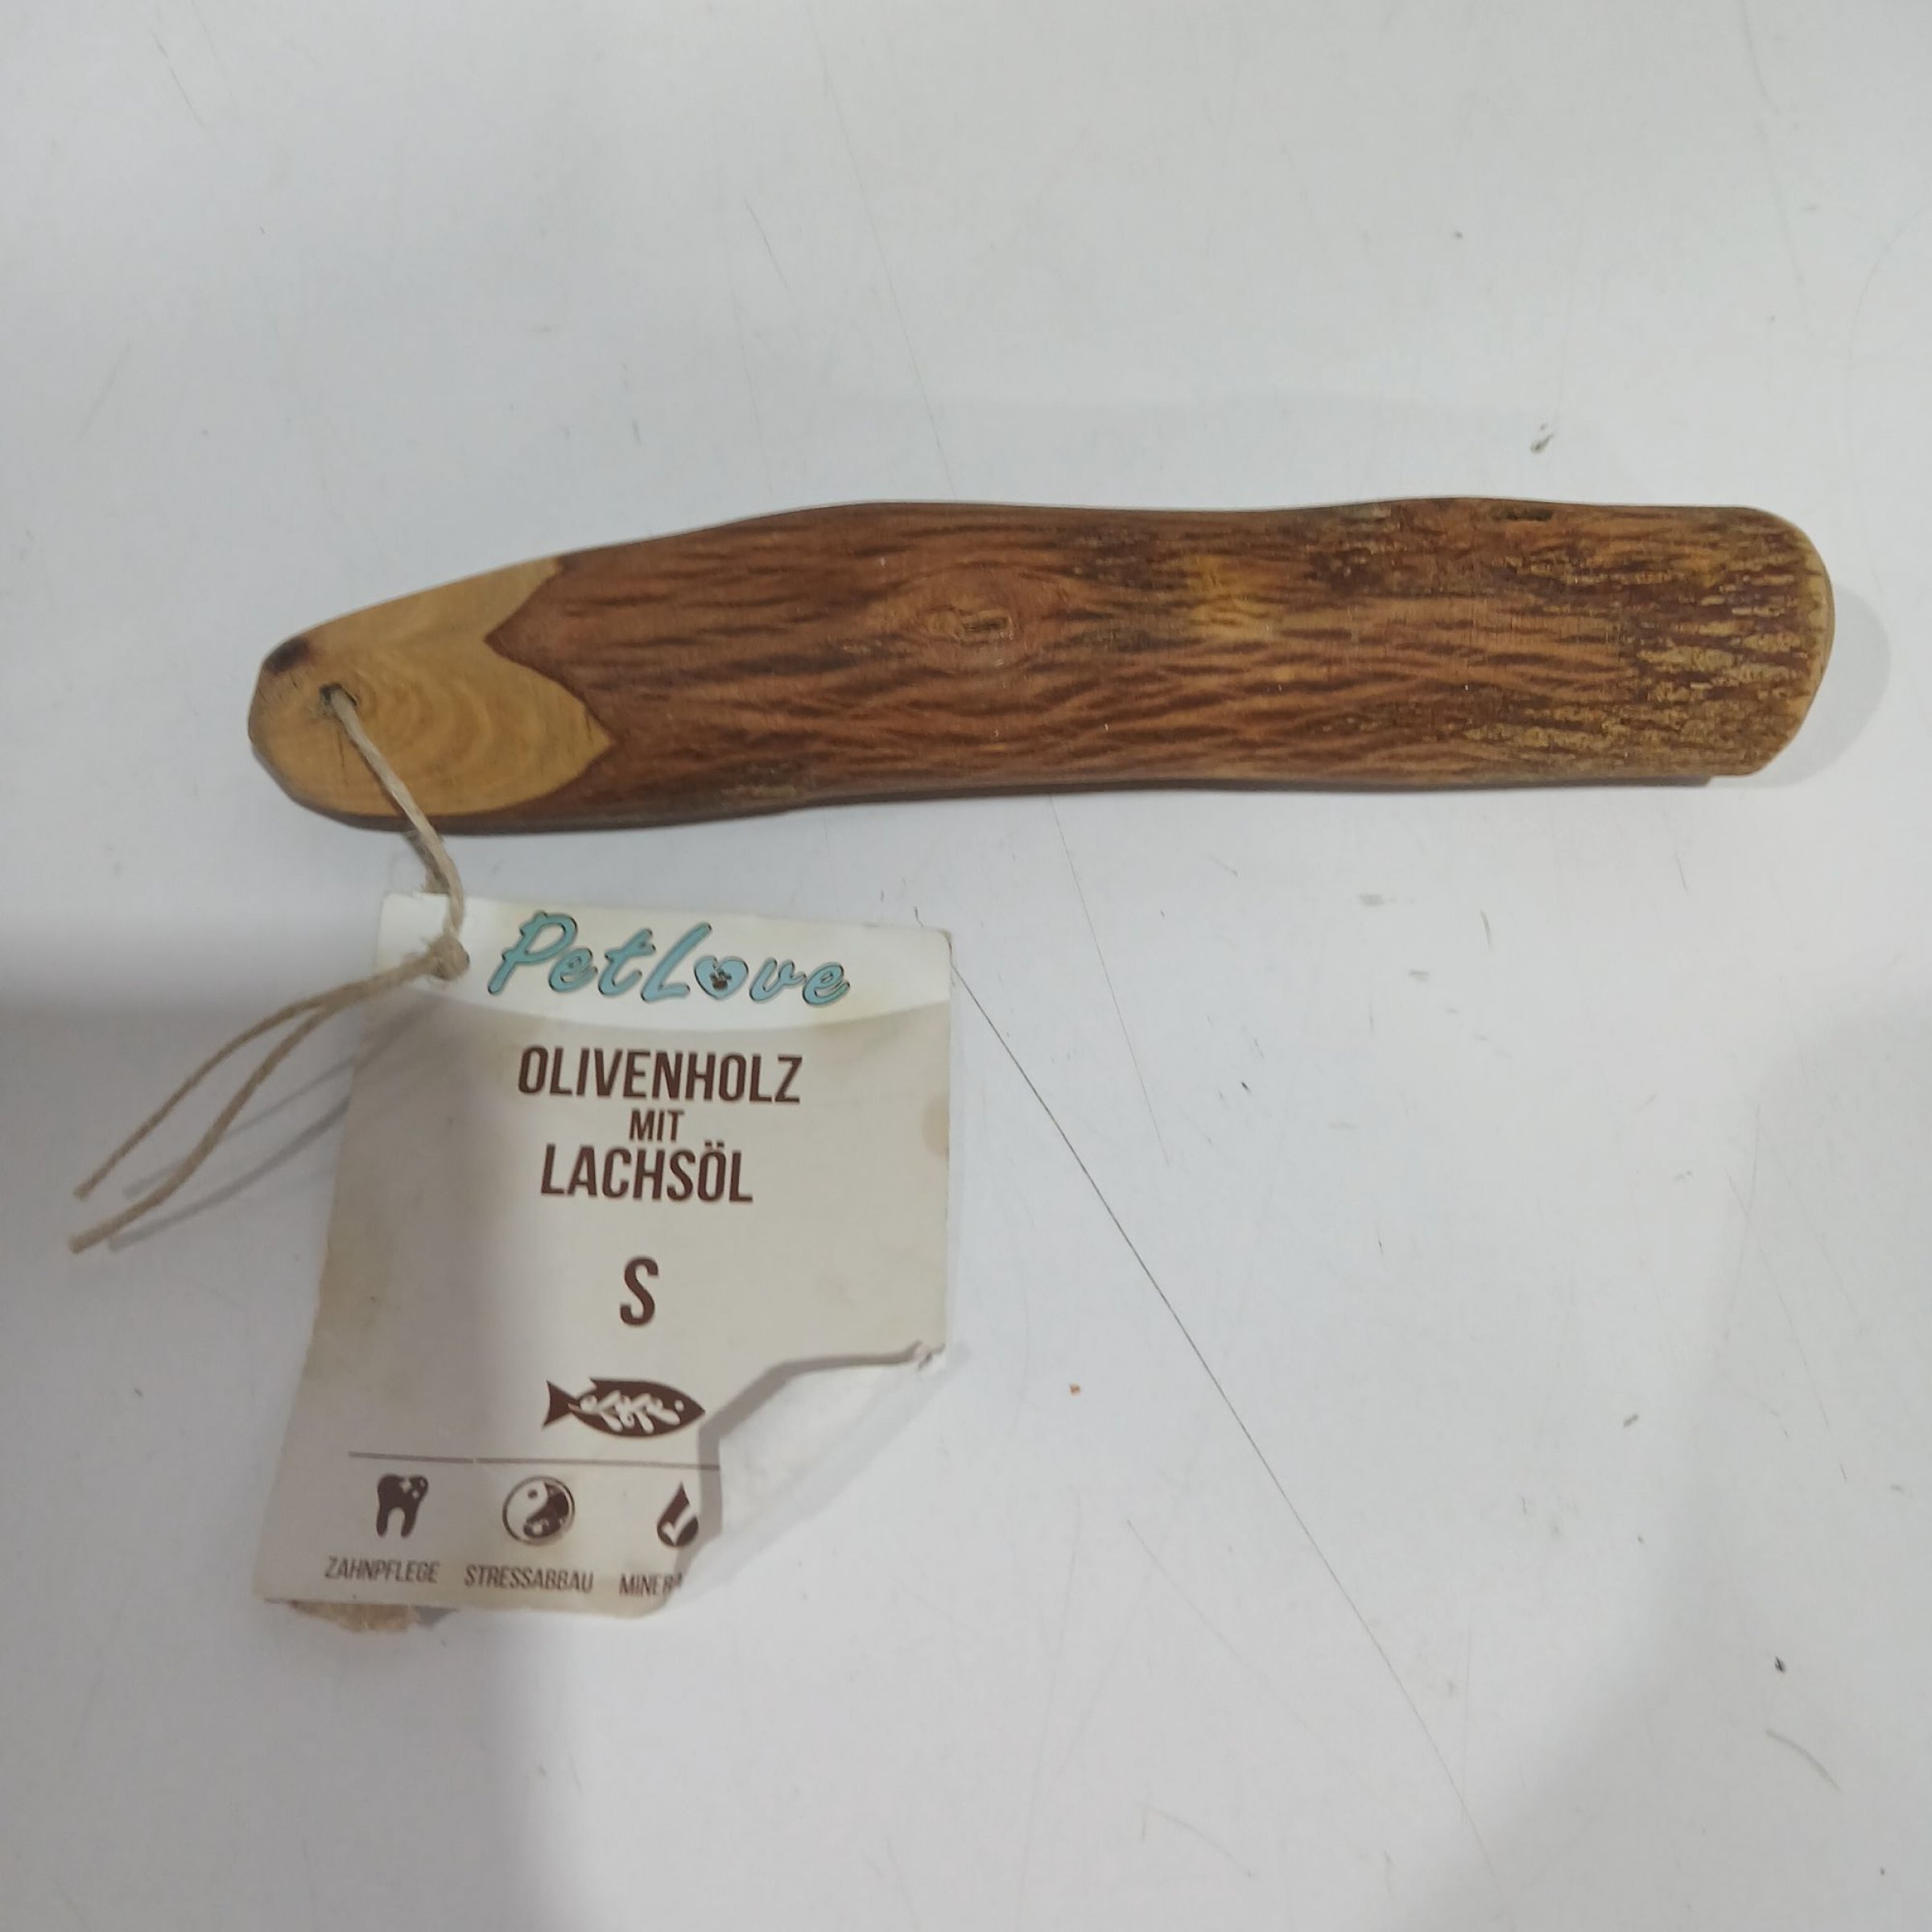 PetLove
OLIVENHOLZ
MIT
LACHSÖL
S
ZAHNPFLEGE STRESSABBAU